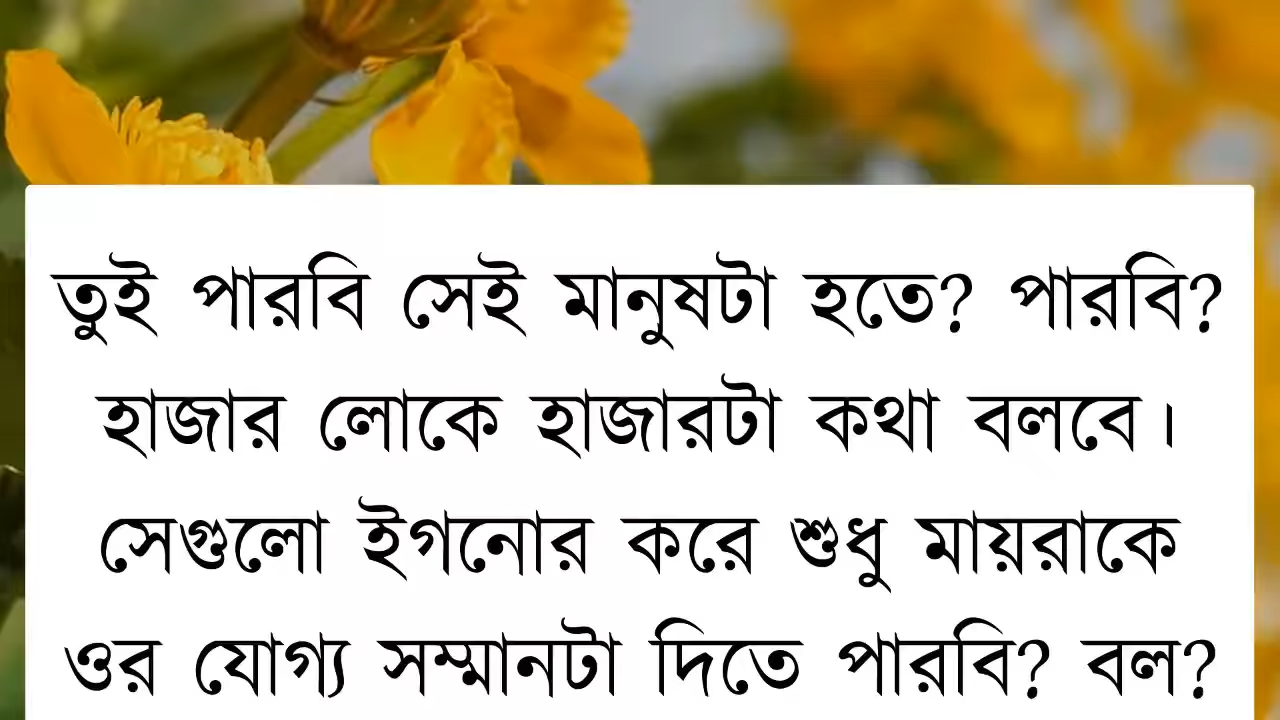 তুই পারবি সেই মানুষটা হতে? পারবি?
হাজার লোকে হাজারটা কথা বলবে।
সেগুলো ইগনোর করে শুধু মায়রাকে
ওর যোগ্য সম্মানটা দিতে পারবি? বল?